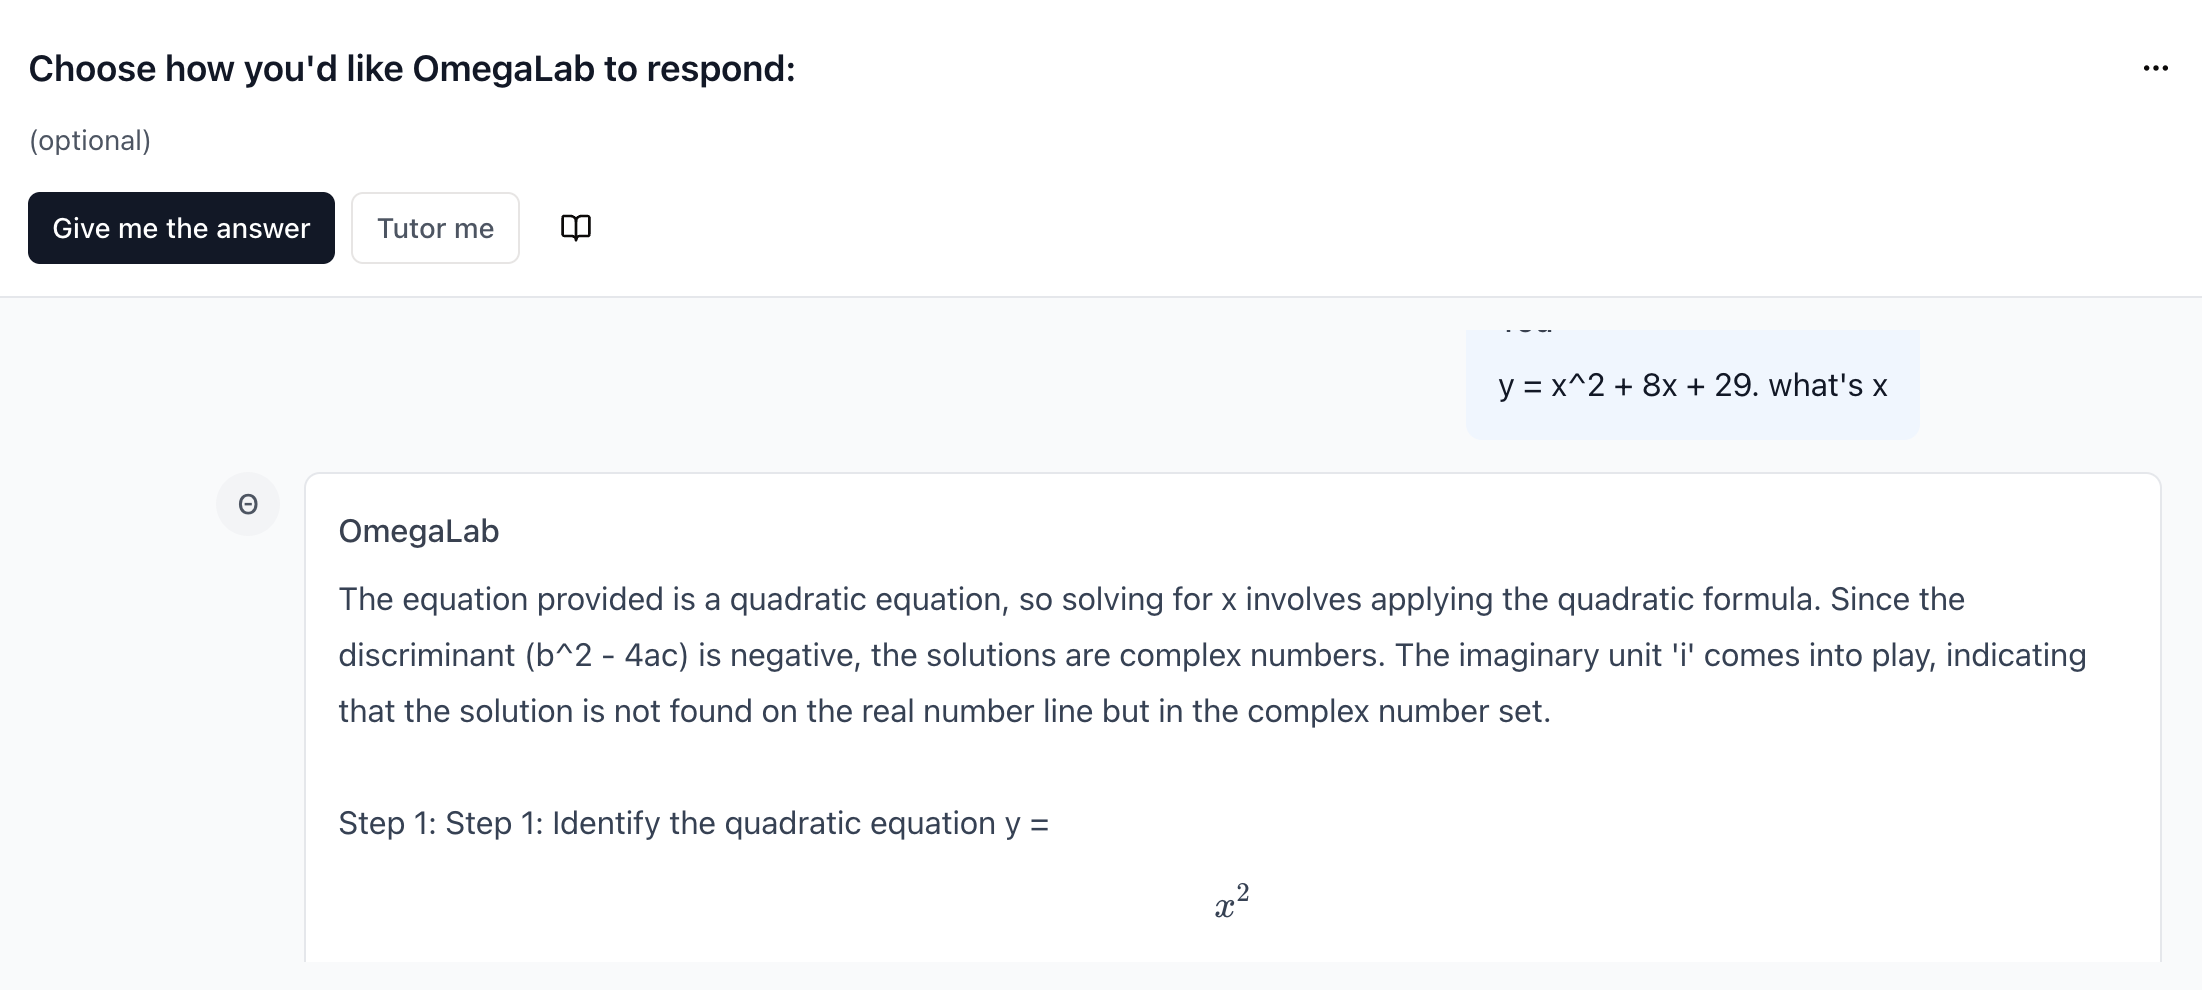 Choose how you'd like OmegaLab to respond:
(optional)
Give me the answer
Tutor me
y = x^2 + 8x + 29. what's x
Θ
OmegaLab
The equation provided is a quadratic equation, so solving for x involves applying the quadratic formula. Since the
discriminant (b^2 - 4ac) is negative, the solutions are complex numbers. The imaginary unit 'i' comes into play, indicating
that the solution is not found on the real number line but in the complex number set.
Step 1: Step 1: Identify the quadratic equation y =
x²